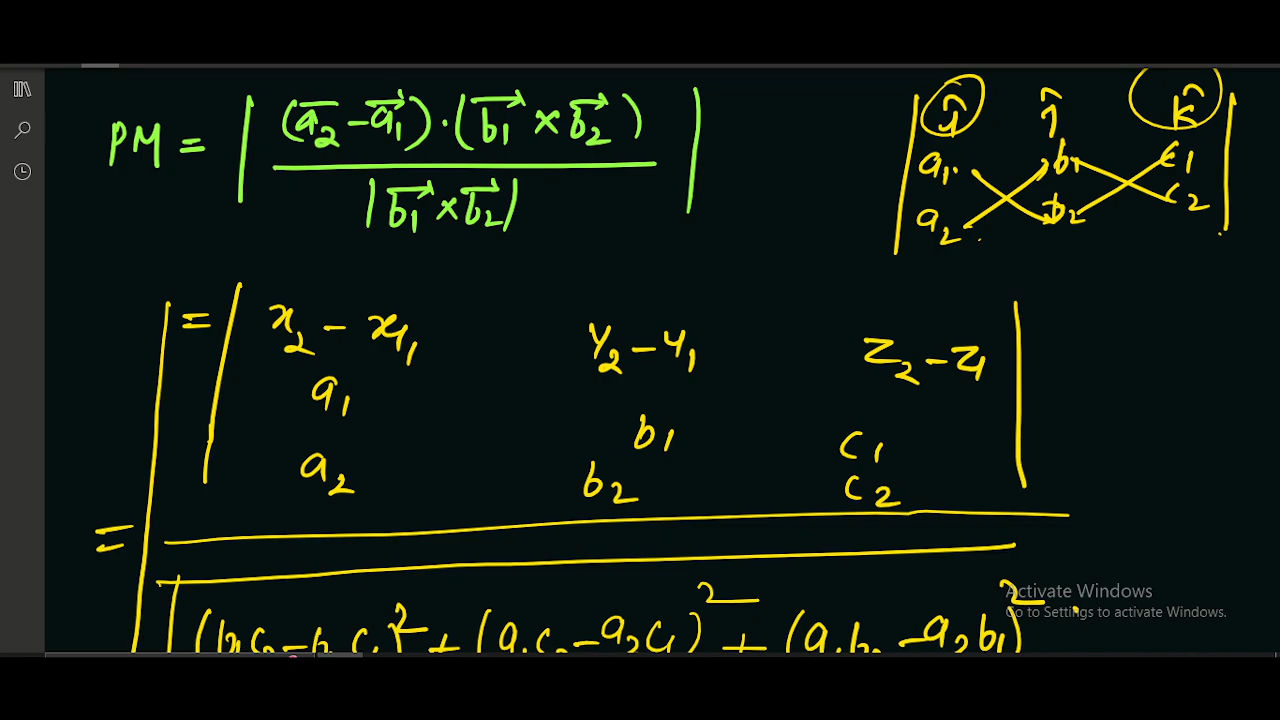 PM = | (a₂ − a₁) · (b₁ × b₂) / |b₁ × b₂| |
| î ĵ k̂ |
| a₁ b₁ c₁ |
| a₂ b₂ c₂ |
= | x₂ − x₁ y₂ − y₁ z₂ − z₁ |
a₁ b₁ c₁
a₂ b₂ c₂
=
√ (b₁c₂ − b₂c₁)² + (a₁c₂ − a₂c₁)² + (a₁b₂ − a₂b₁)²
Activate Windows
Go to Settings to activate Windows.